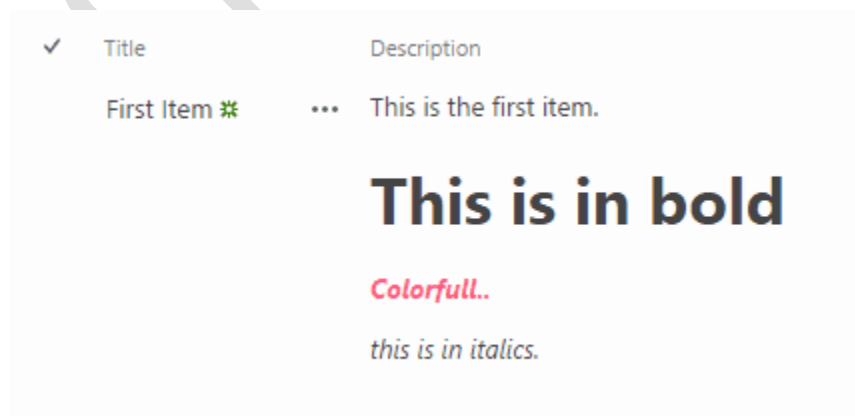 Title Description
First Item ••• This is the first item.
This is in bold
Colorfull..
this is in italics.